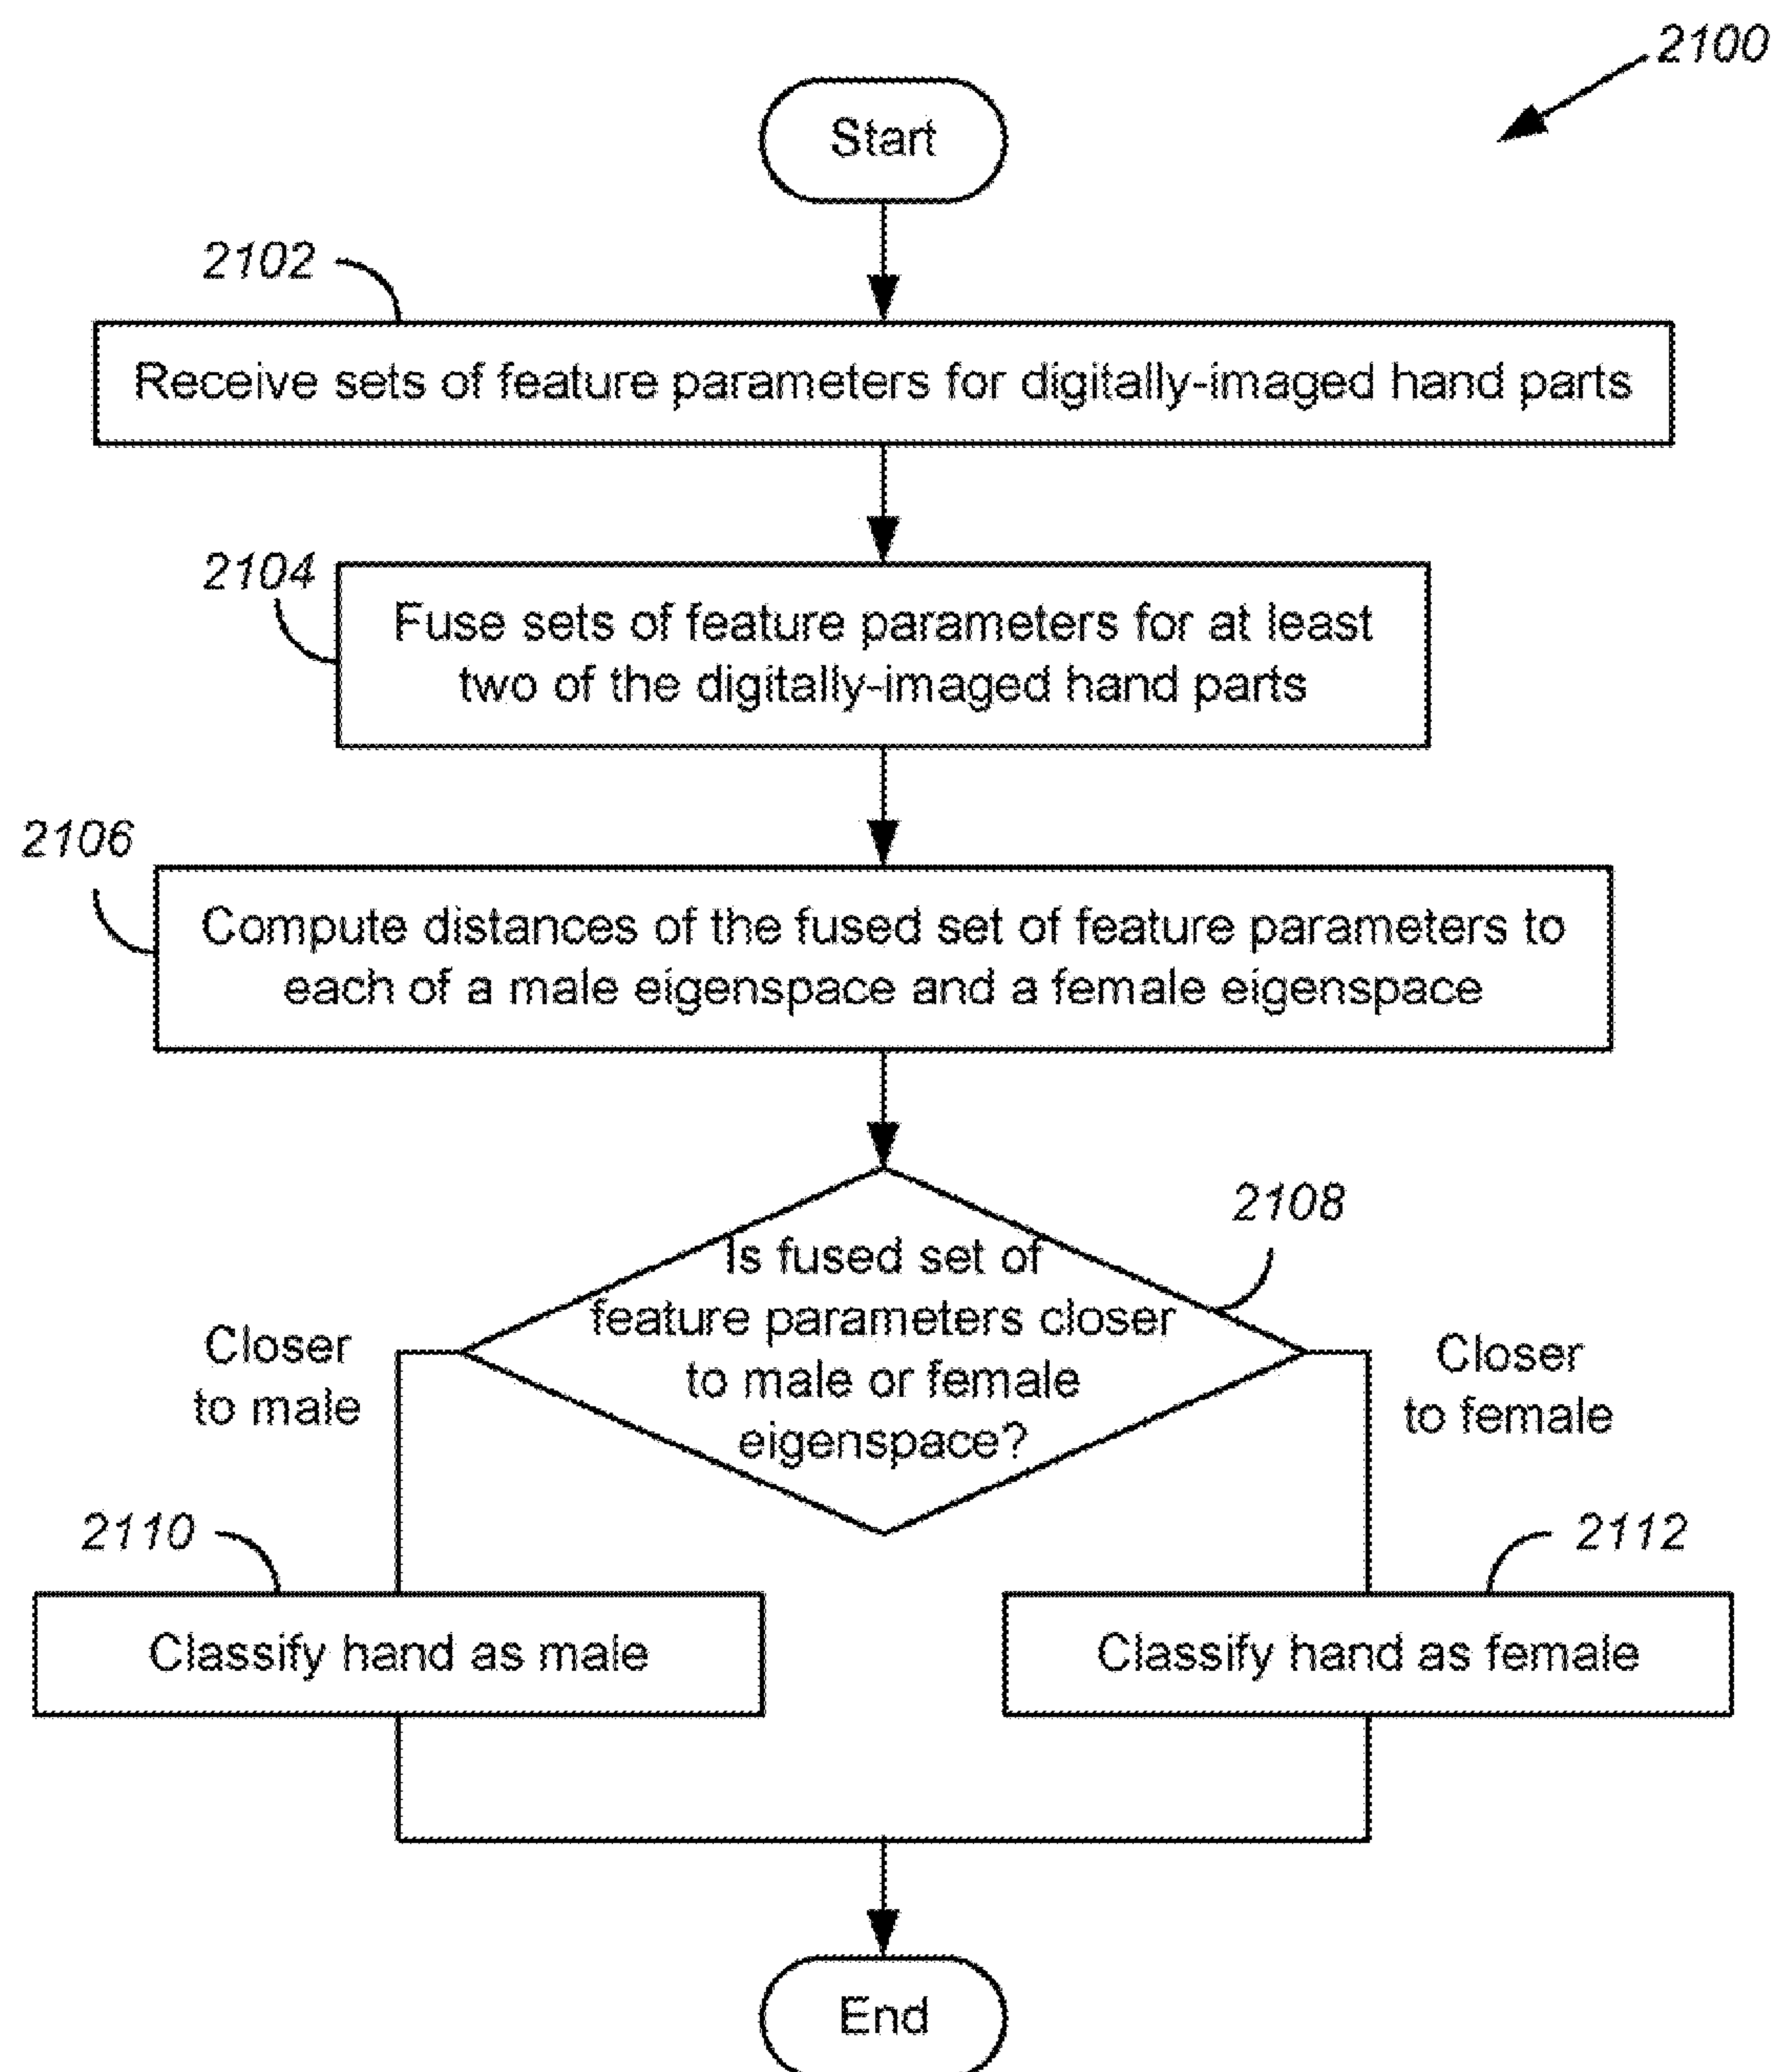 2100
Start
2102
Receive sets of feature parameters for digitally-imaged hand parts
2104
Fuse sets of feature parameters for at least
two of the digitally-imaged hand parts
2106
Compute distances of the fused set of feature parameters to
each of a male eigenspace and a female eigenspace
2108
Is fused set of
feature parameters closer
to male or female
eigenspace?
Closer
to male
Closer
to female
2110
Classify hand as male
2112
Classify hand as female
End